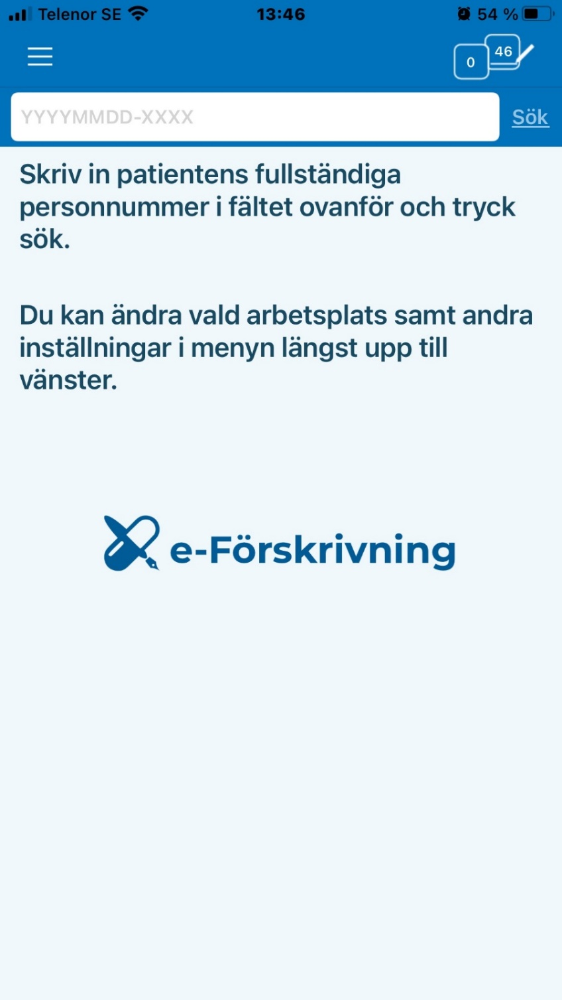 Telenor SE 13:46 54 %
0 46
YYYYMMDD-XXXX Sök
Skriv in patientens fullständiga
personnummer i fältet ovanför och tryck
sök.
Du kan ändra vald arbetsplats samt andra
inställningar i menyn längst upp till
vänster.
e-Förskrivning